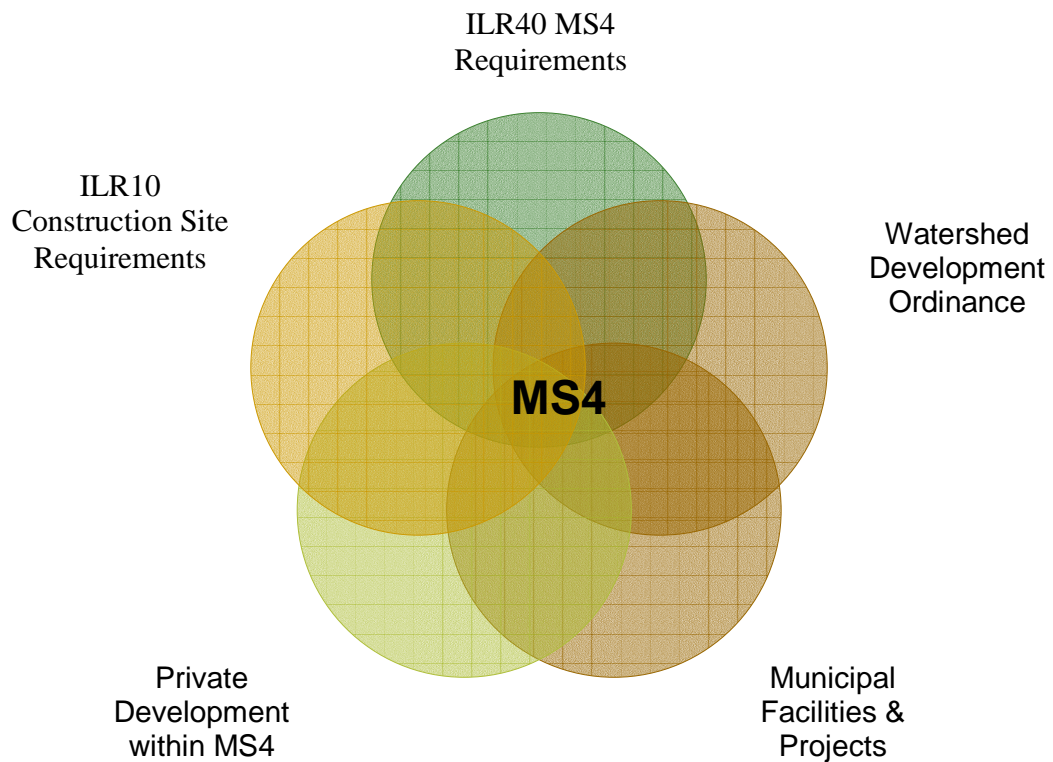 ILR40 MS4
Requirements
ILR10
Construction Site
Requirements
Watershed
Development
Ordinance
MS4
Private
Development
within MS4
Municipal
Facilities &
Projects